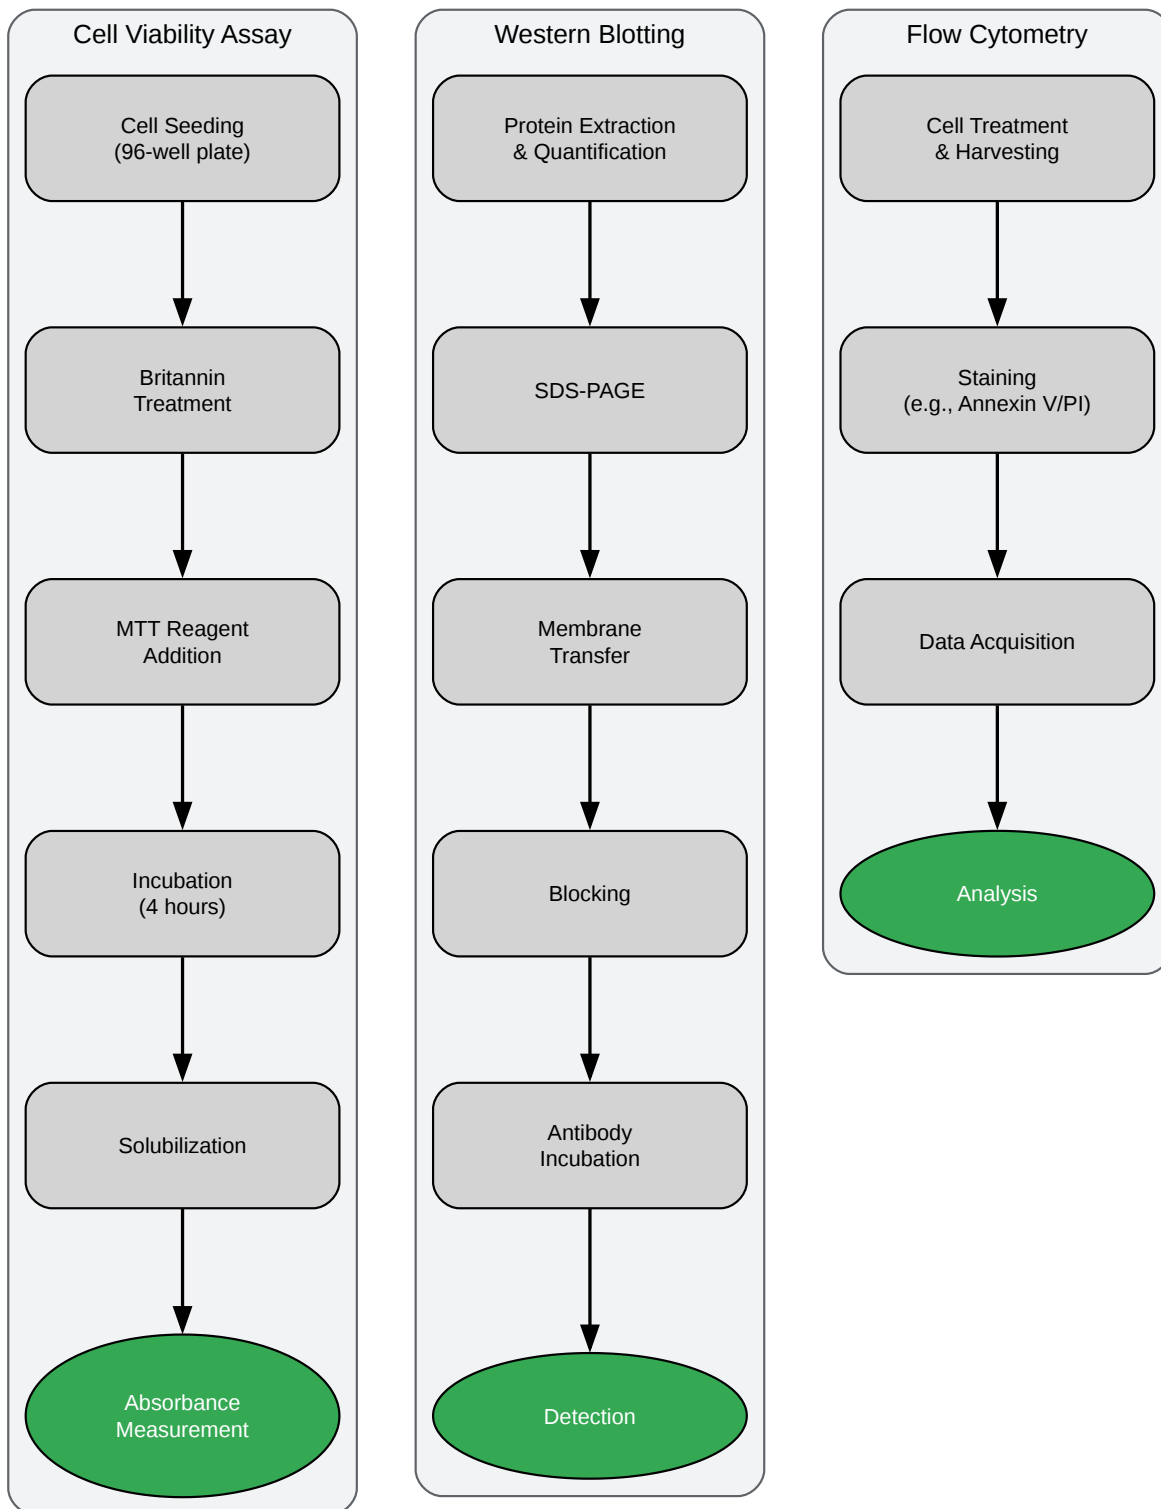 Cell Viability Assay
Cell Seeding
(96-well plate)
Britannin
Treatment
MTT Reagent
Addition
Incubation
(4 hours)
Solubilization
Absorbance
Measurement
Western Blotting
Protein Extraction
& Quantification
SDS-PAGE
Membrane
Transfer
Blocking
Antibody
Incubation
Detection
Flow Cytometry
Cell Treatment
& Harvesting
Staining
(e.g., Annexin V/PI)
Data Acquisition
Analysis